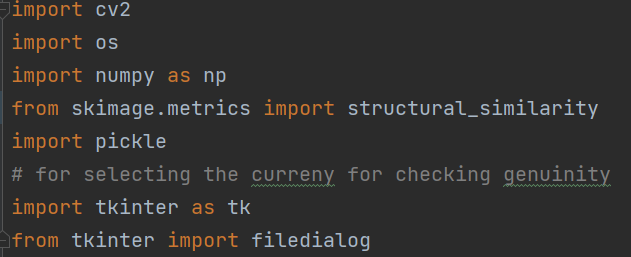 import cv2
import os
import numpy as np
from skimage.metrics import structural_similarity
import pickle
# for selecting the curreny for checking genuinity
import tkinter as tk
from tkinter import filedialog